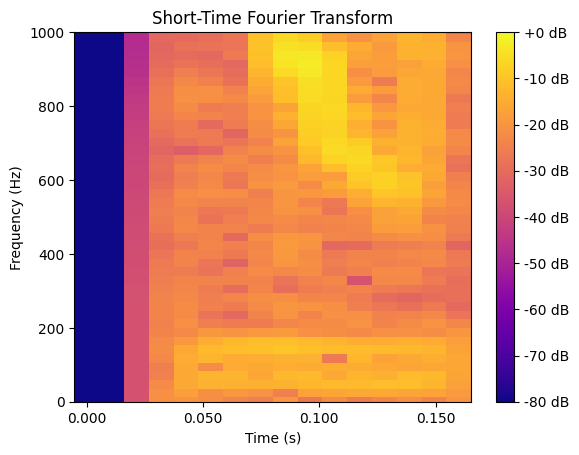 Short-Time Fourier Transform
1000
800
600
400
200
0
Frequency (Hz)
0.000
0.050
0.100
0.150
Time (s)
+0 dB
-10 dB
-20 dB
-30 dB
-40 dB
-50 dB
-60 dB
-70 dB
-80 dB